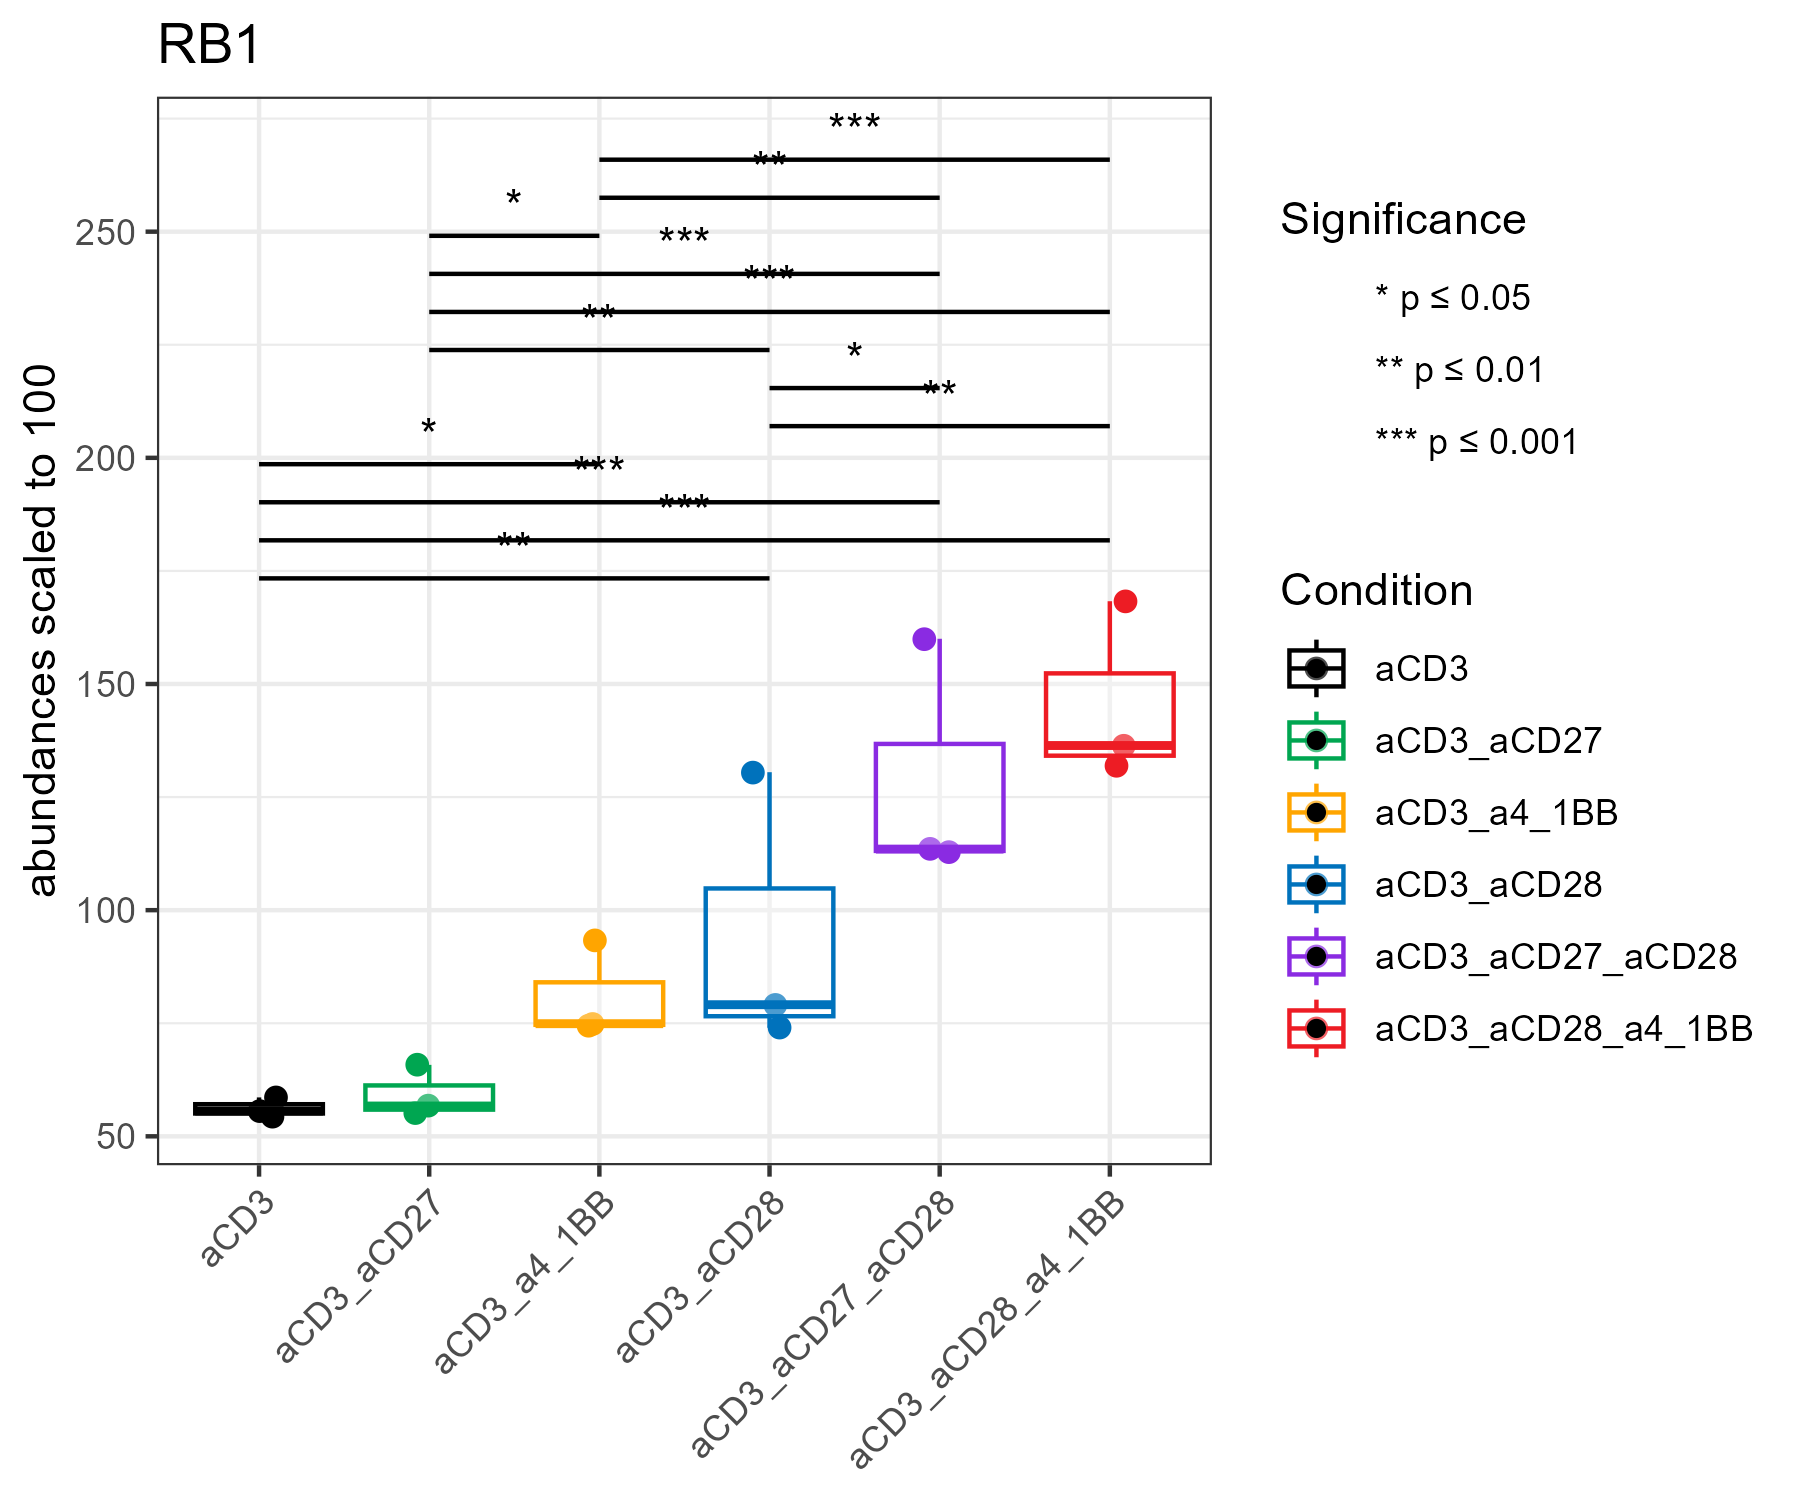 RB1
***
**
*
***
***
**
*
**
*
***
***
**
abundances scaled to 100
250
200
150
100
50
aCD3
aCD3_aCD27
aCD3_a4_1BB
aCD3_aCD28
aCD3_aCD27_aCD28
aCD3_aCD28_a4_1BB
Significance
* p ≤ 0.05
** p ≤ 0.01
*** p ≤ 0.001
Condition
aCD3
aCD3_aCD27
aCD3_a4_1BB
aCD3_aCD28
aCD3_aCD27_aCD28
aCD3_aCD28_a4_1BB